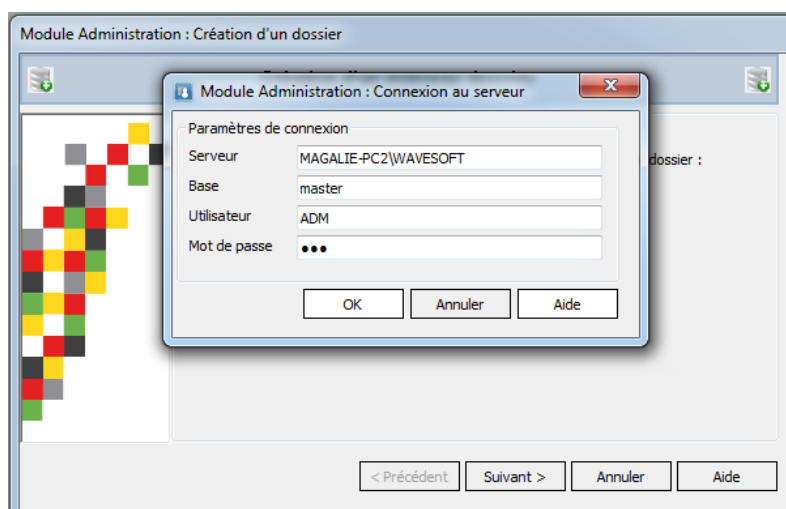 Module Administration : Création d'un dossier
Module Administration : Connexion au serveur
Paramètres de connexion
dossier :
Serveur
MAGALIE-PC2\WAVESOFT
Base
master
Utilisateur
ADM
Mot de passe
●●●
OK
Annuler
Aide
< Précédent
Suivant >
Annuler
Aide